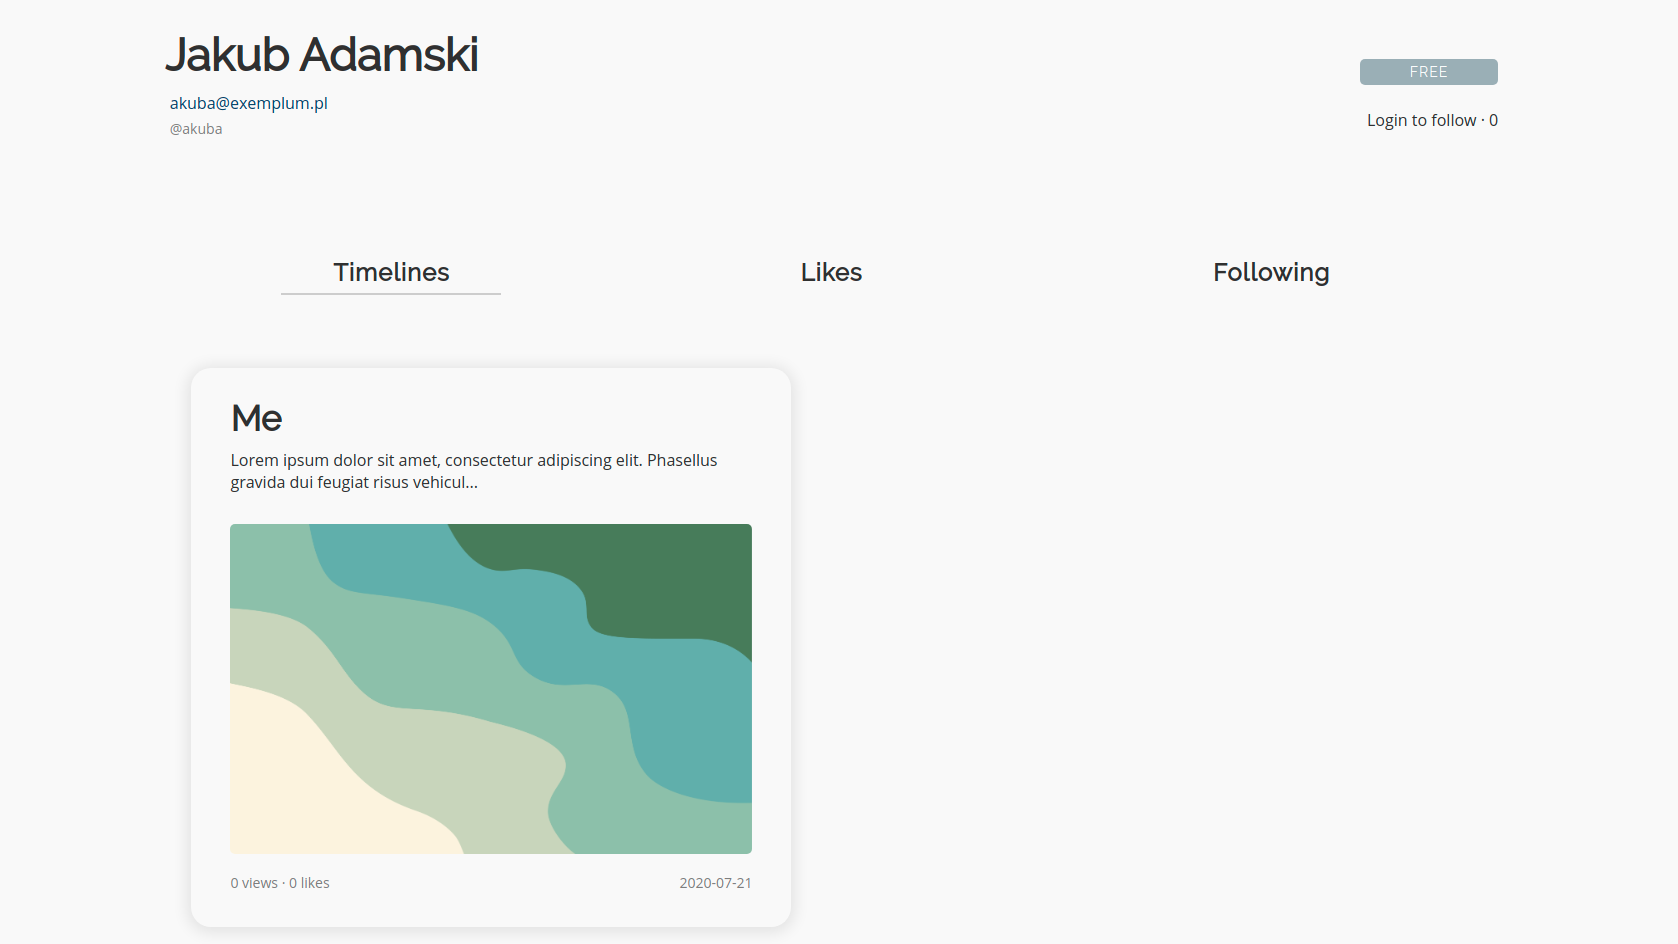 Jakub Adamski
akuba@exemplum.pl
@akuba
FREE
Login to follow · 0
Timelines
Likes
Following
Me
Lorem ipsum dolor sit amet, consectetur adipiscing elit. Phasellus
gravida dui feugiat risus vehicul...
0 views · 0 likes
2020-07-21